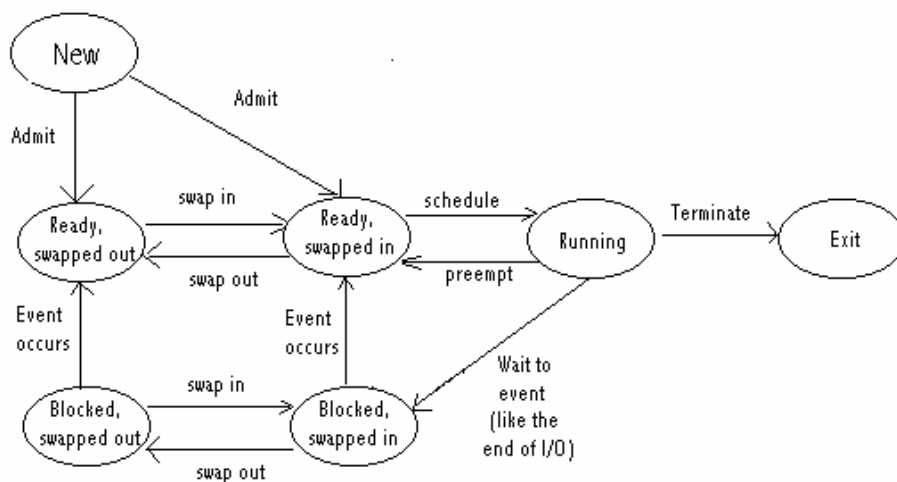 New
Admit
Admit
swap in
Ready,
swapped out
Ready,
swapped in
schedule
Running
Terminate
Exit
swap out
preempt
Event
occurs
Event
occurs
Wait to
event
(like the
end of I/O)
swap in
Blocked,
swapped out
Blocked,
swapped in
swap out